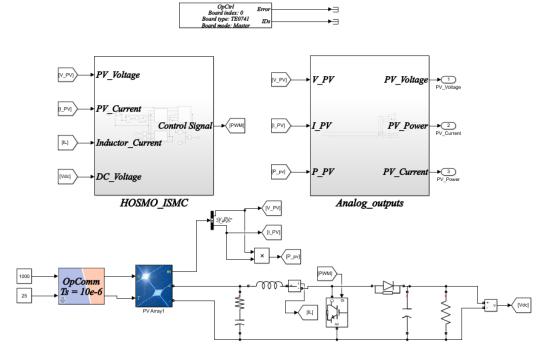 OpCtrl
Board index: 0
Board type: TE0741
Board mode: Master
Error
IDs
[V_PV]
PV_Voltage
[I_PV]
PV_Current
[IL]
Inductor_Current
[Vdc]
DC_Voltage
Control Signal
[PWM]
HOSMO_ISMC
[V_PV]
V_PV
[I_PV]
I_PV
[P_pv]
P_PV
PV_Voltage
1
PV_Voltage
PV_Power
2
PV_Current
PV_Current
3
PV_Power
Analog_outputs
[V_PV]
[I_PV]
×
[P_pv]
1000
25
OpComm
Ts = 10e-6
PV Array1
[IL]
[PWM]
[Vdc]